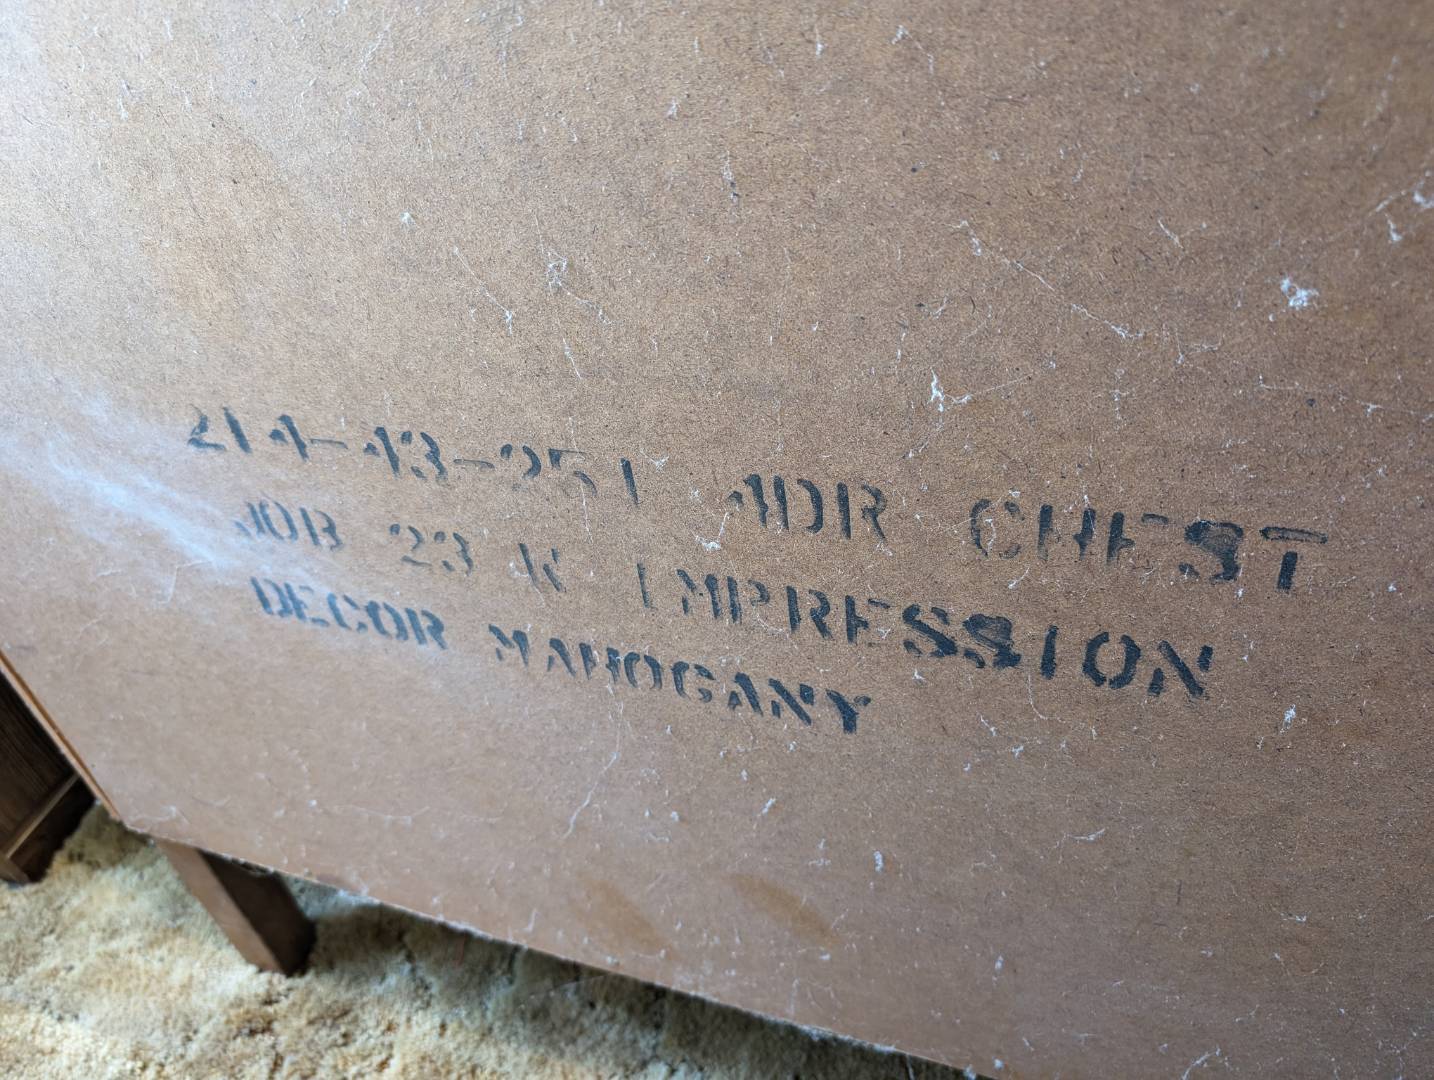 214-43-251 4DR CHEST
JOB 23 K IMPRESSION
DECOR MAHOGANY